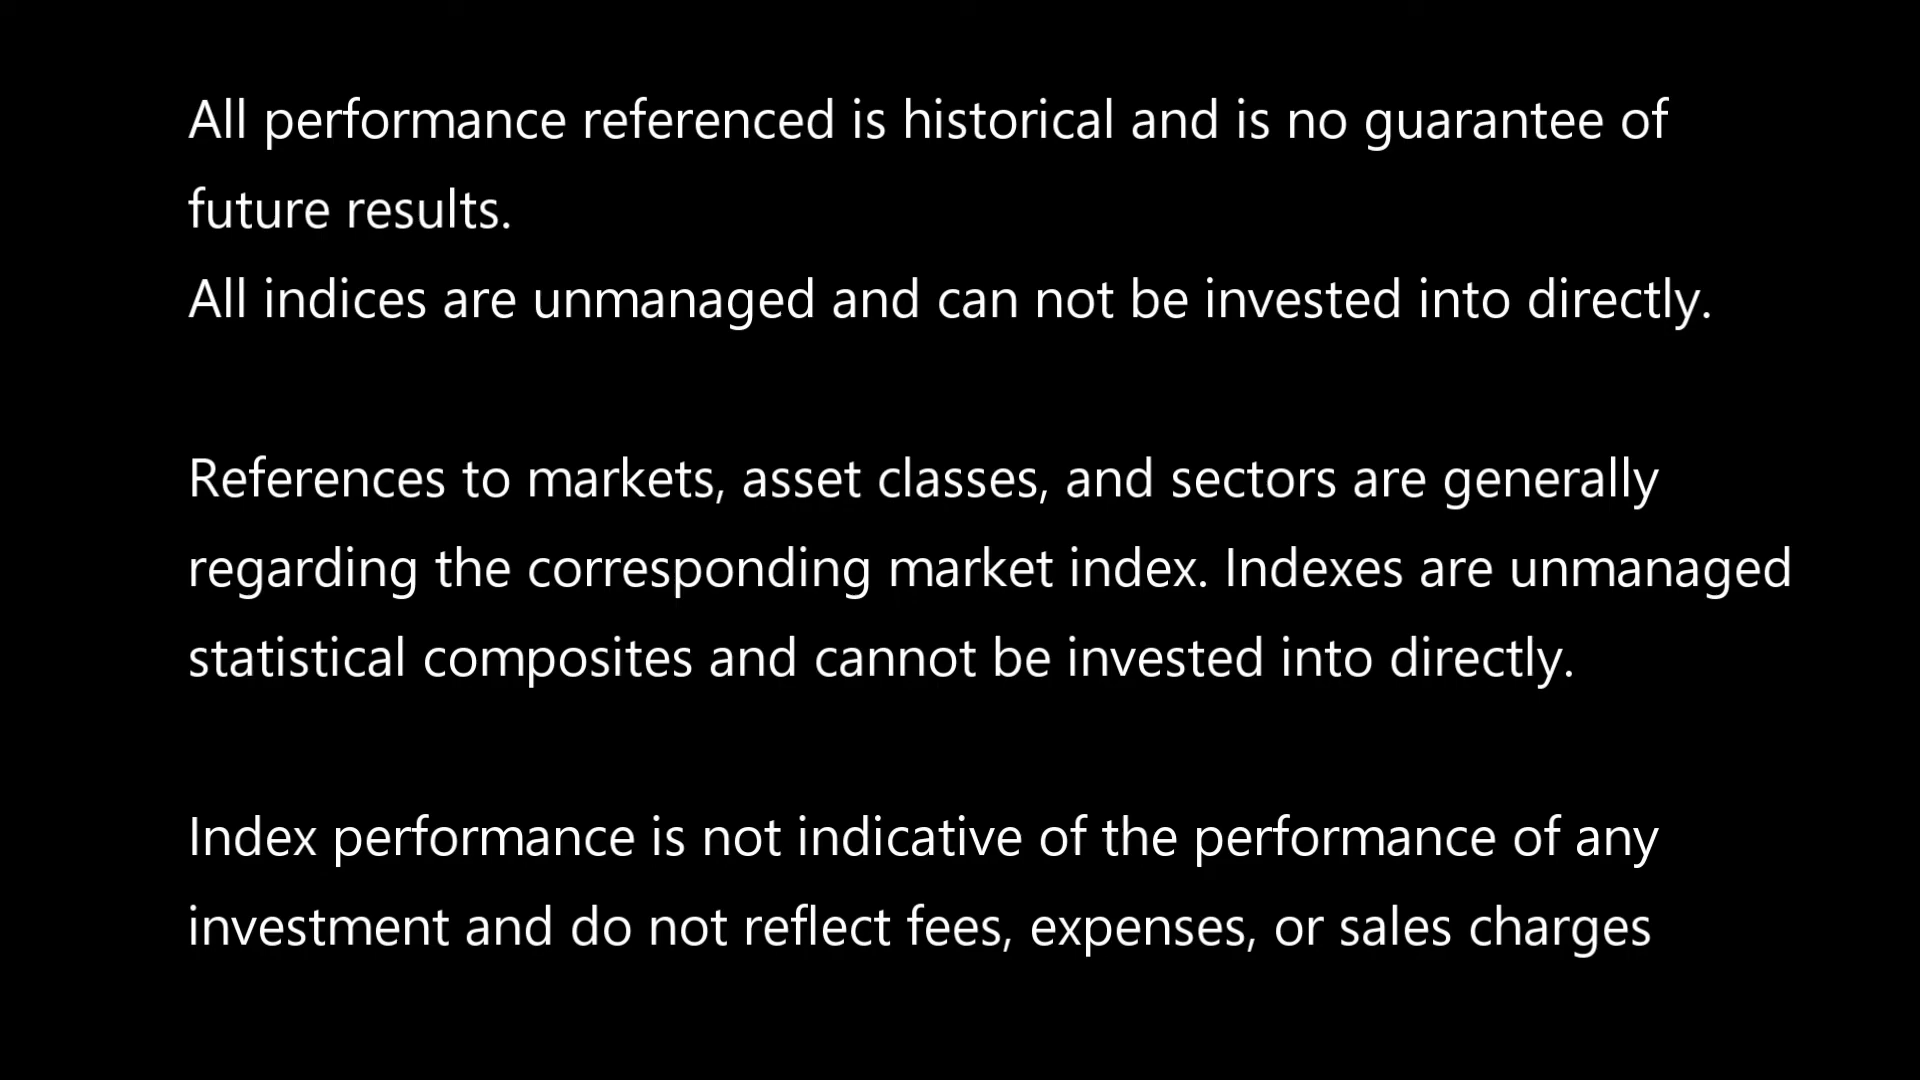 All performance referenced is historical and is no guarantee of
future results.
All indices are unmanaged and can not be invested into directly.
References to markets, asset classes, and sectors are generally
regarding the corresponding market index. Indexes are unmanaged
statistical composites and cannot be invested into directly.
Index performance is not indicative of the performance of any
investment and do not reflect fees, expenses, or sales charges